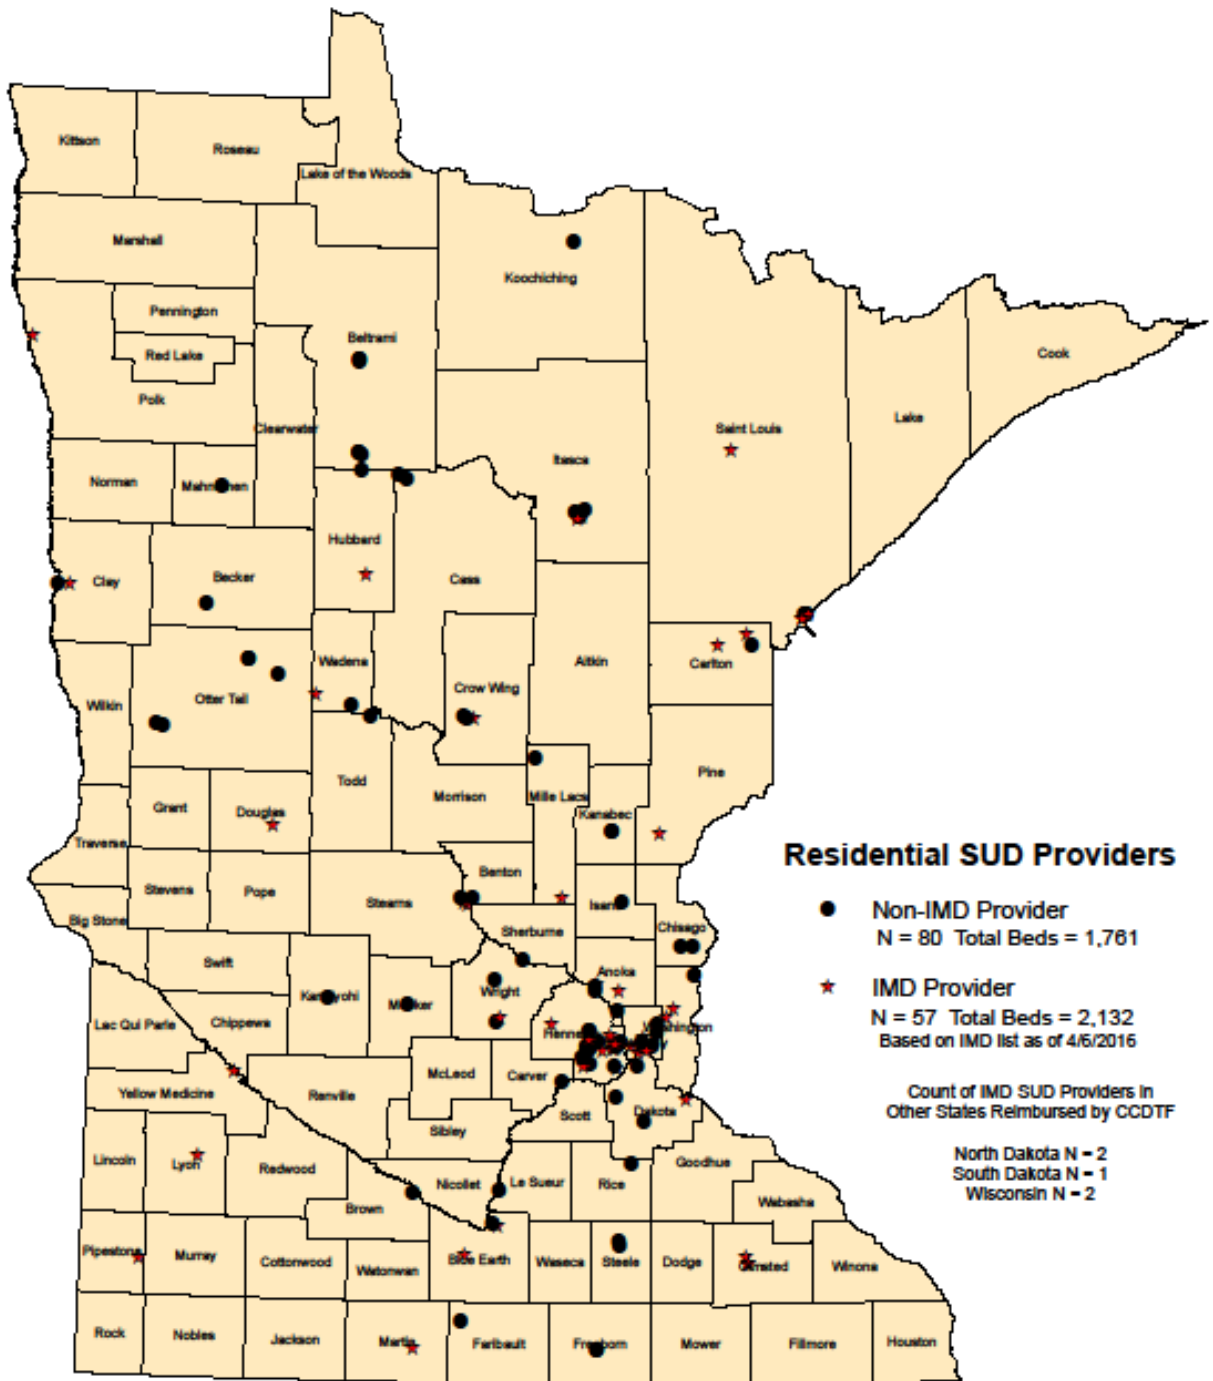 Kittson
Roseau
Lake of the Woods
Marshall
Koochiching
Pennington
Beltrami
Red Lake
Cook
Polk
Lake
Clearwater
Saint Louis
Itasca
Norman
Hubbard
Clay
Becker
Cass
Wadena
Aitkin
Carlton
Otter Tail
Crow Wing
Wilkin
Pine
Todd
Morrison
Mille Lacs
Grant
Douglas
Kanabec
Traverse
Residential SUD Providers
Benton
Stevens
Pope
Stearns
Big Stone
Non-IMD Provider
N = 80 Total Beds = 1,761
Chisago
Sherburne
Swift
Anoka
IMD Provider
N = 57 Total Beds = 2,132
Based on IMD list as of 4/6/2016
Wright
Lac Qui Parle
Chippewa
McLeod
Carver
Yellow Medicine
Renville
Count of IMD SUD Providers in
Other States Reimbursed by CCDTF
Scott
Dakota
Sibley
North Dakota N = 2
South Dakota N = 1
Wisconsin N = 2
Lincoln
Lyon
Redwood
Nicollet
Le Sueur
Rice
Goodhue
Brown
Wabasha
Pipestone
Murray
Cottonwood
Watonwan
Blue Earth
Waseca
Steele
Dodge
Winona
Rock
Nobles
Jackson
Martin
Faribault
Mower
Fillmore
Houston